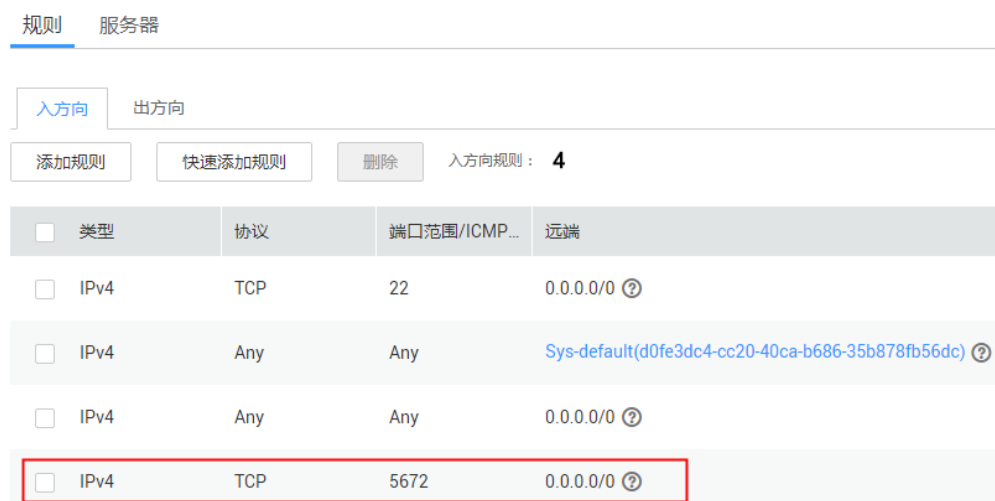 规则 服务器
入方向 出方向
添加规则 快速添加规则 删除 入方向规则： 4
类型 协议 端口范围/ICMP... 远端
IPv4 TCP 22 0.0.0.0/0 ?
IPv4 Any Any Sys-default(d0fe3dc4-cc20-40ca-b686-35b878fb56dc) ?
IPv4 Any Any 0.0.0.0/0 ?
IPv4 TCP 5672 0.0.0.0/0 ?